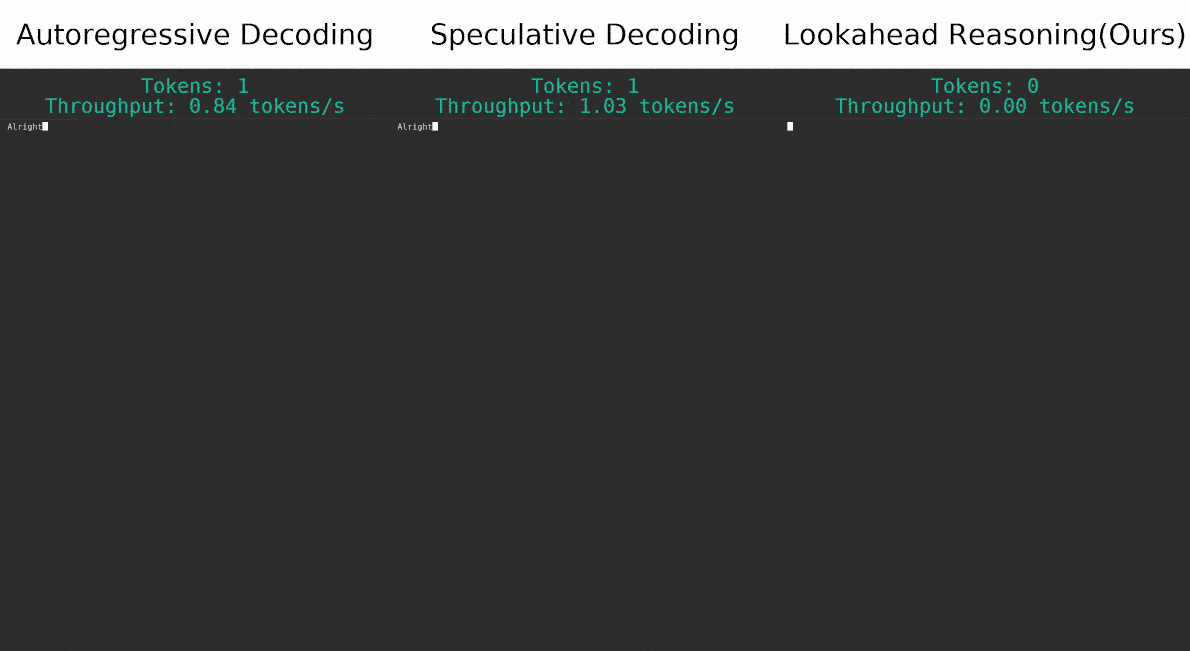 Autoregressive Decoding
Tokens: 1
Throughput: 0.84 tokens/s
Alright
Speculative Decoding
Tokens: 1
Throughput: 1.03 tokens/s
Alright
Lookahead Reasoning(Ours)
Tokens: 0
Throughput: 0.00 tokens/s